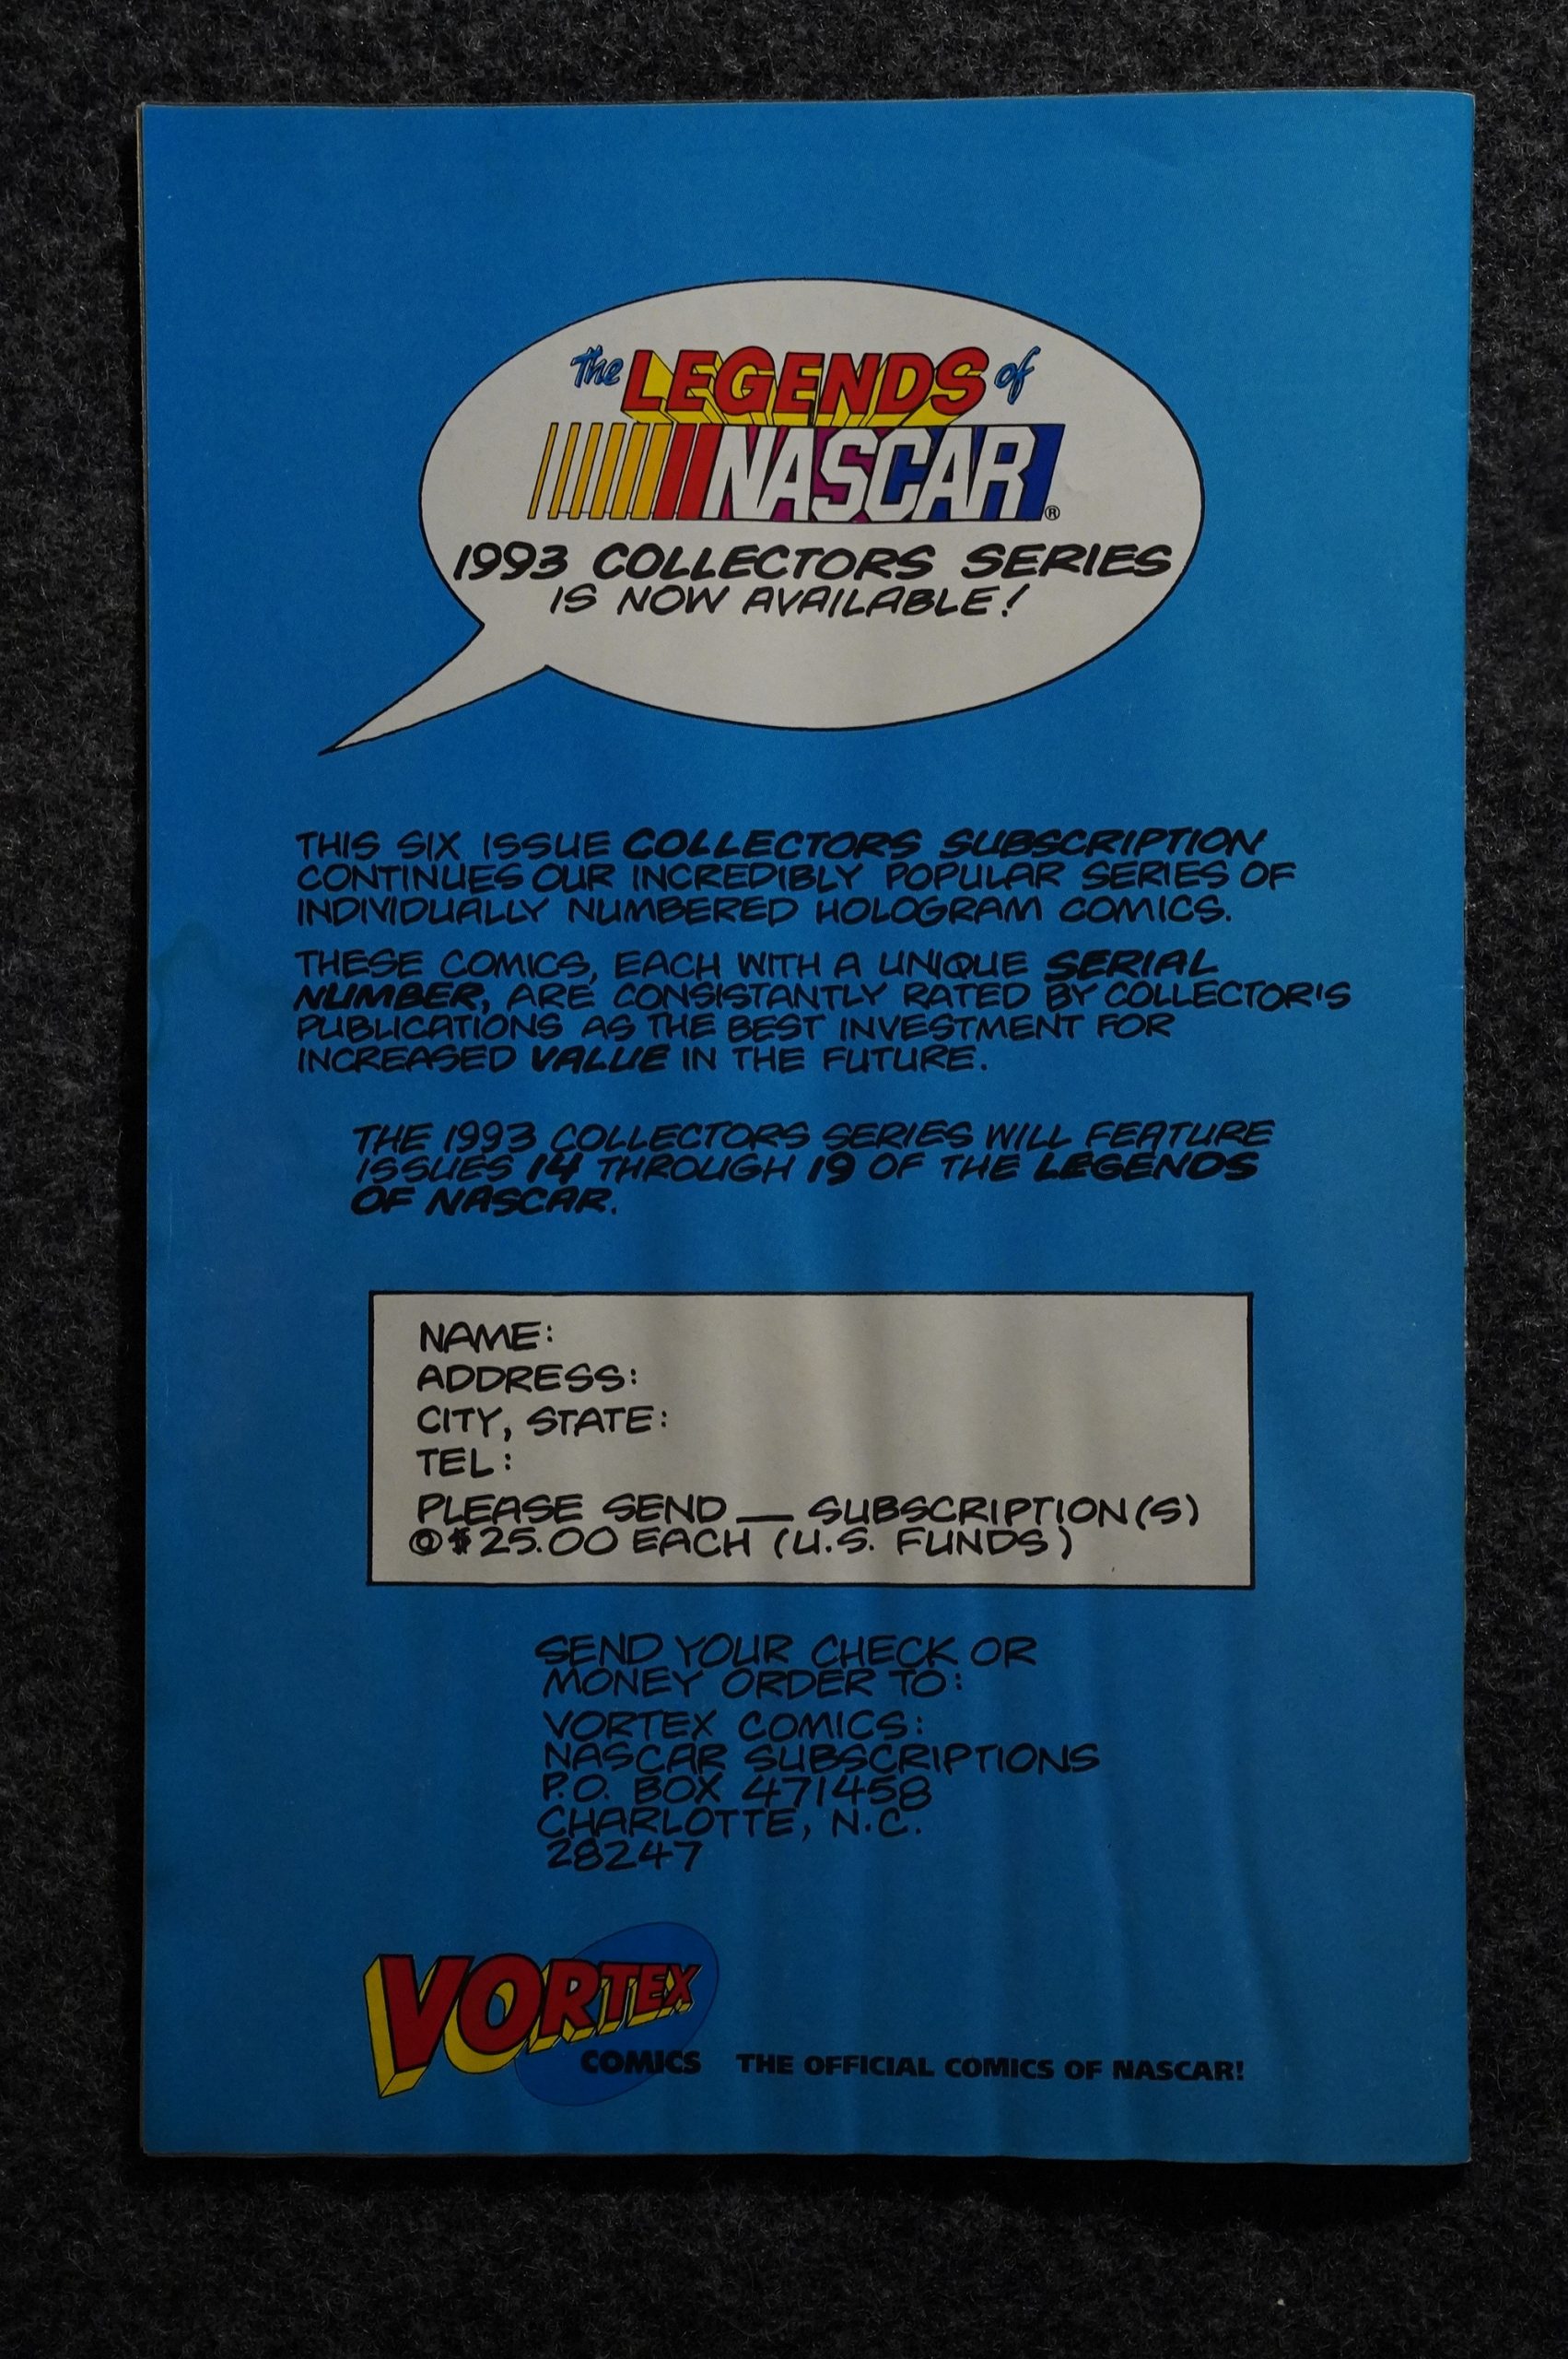 The LEGENDS of
NASCAR®
1993 COLLECTORS SERIES
IS NOW AVAILABLE!
THIS SIX ISSUE COLLECTORS SUBSCRIPTION
CONTINUES OUR INCREDIBLY POPULAR SERIES OF
INDIVIDUALLY NUMBERED HOLOGRAM COMICS.
THESE COMICS, EACH WITH A UNIQUE SERIAL
NUMBER, ARE CONSISTANTLY RATED BY COLLECTOR'S
PUBLICATIONS AS THE BEST INVESTMENT FOR
INCREASED VALUE IN THE FUTURE.
THE 1993 COLLECTORS SERIES WILL FEATURE
ISSUES 14 THROUGH 19 OF THE LEGENDS
OF NASCAR.
NAME:
ADDRESS:
CITY, STATE:
TEL:
PLEASE SEND __ SUBSCRIPTION(S)
@$25.00 EACH (U.S. FUNDS)
SEND YOUR CHECK OR
MONEY ORDER TO:
VORTEX COMICS:
NASCAR SUBSCRIPTIONS
P.O. BOX 471458
CHARLOTTE, N.C.
28247
VORTEX
COMICS THE OFFICIAL COMICS OF NASCAR!